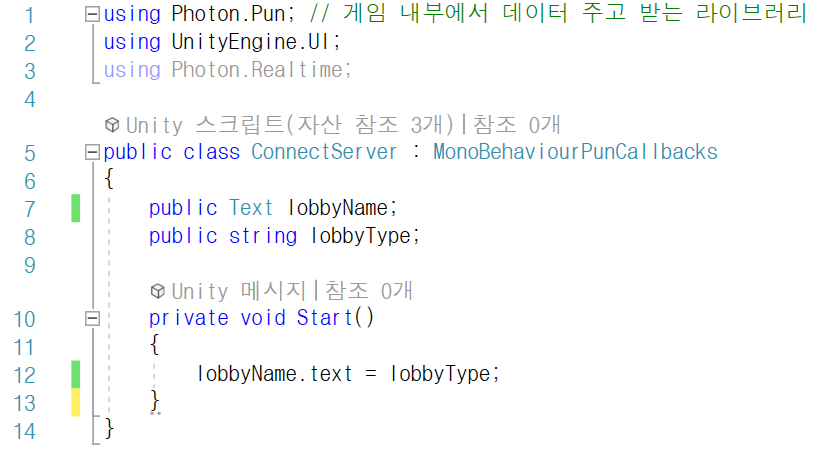 1 using Photon.Pun; // 게임 내부에서 데이터 주고 받는 라이브러리
2 using UnityEngine.UI;
3 using Photon.Realtime;
4
Unity 스크립트(자산 참조 3개)|참조 0개
5 public class ConnectServer : MonoBehaviourPunCallbacks
6 {
7 public Text lobbyName;
8 public string lobbyType;
9
Unity 메시지|참조 0개
10 private void Start()
11 {
12 lobbyName.text = lobbyType;
13 }
14 }